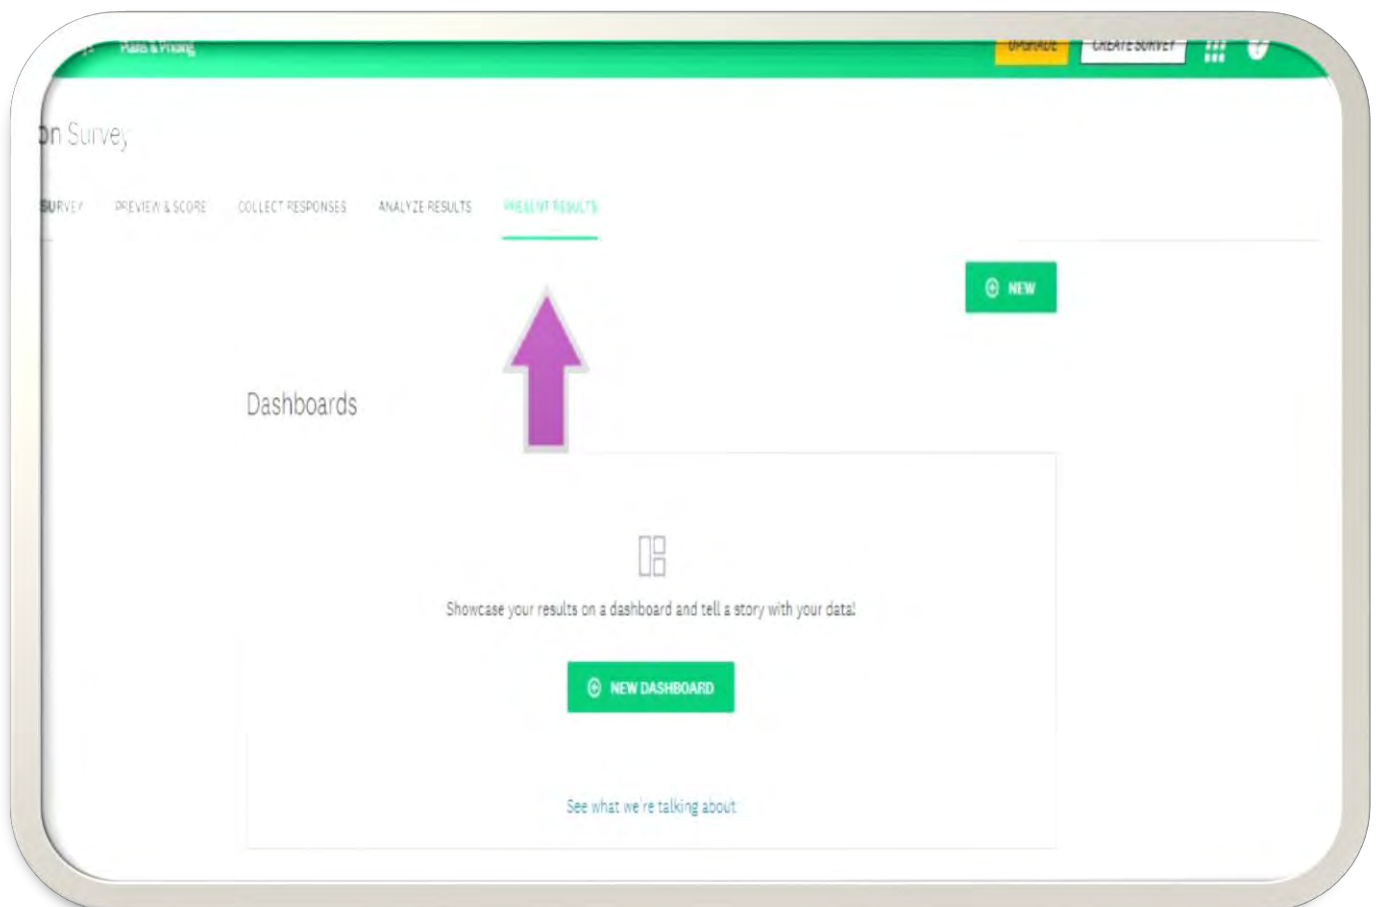 Plans & Pricing
UPGRADE
CREATE SURVEY
?
on Survey
SURVEY
PREVIEW & SCORE
COLLECT RESPONSES
ANALYZE RESULTS
PRESENT RESULTS
NEW
Dashboards
Showcase your results on a dashboard and tell a story with your data!
NEW DASHBOARD
See what we're talking about